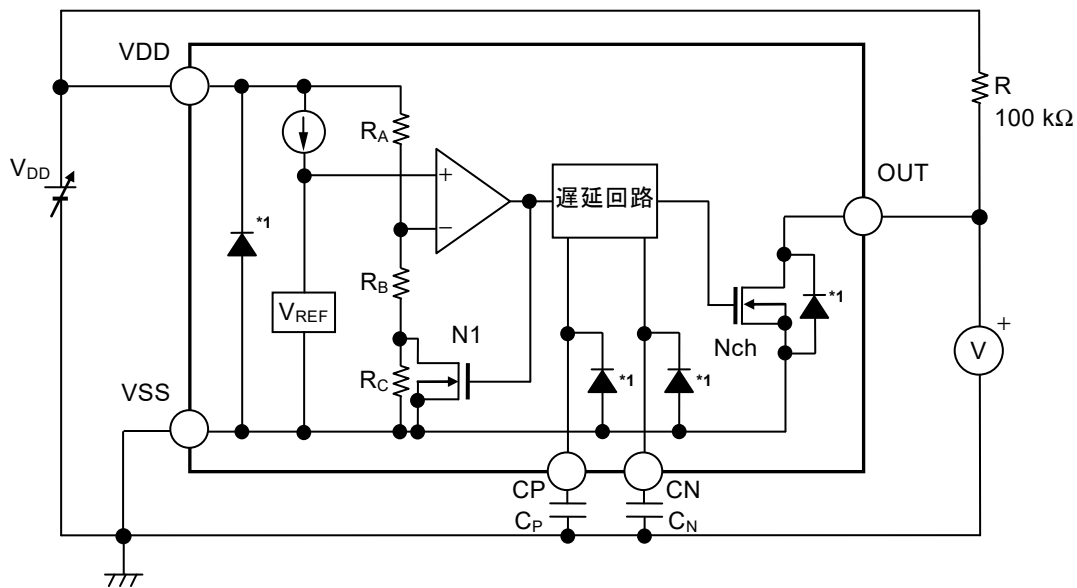 VDD
R
100 kΩ
RA
VDD
OUT
遅延回路
*1
*1
RB
VREF
N1
Nch
V
+
RC
*1
*1
VSS
CP
CN
CP
CN
+
−